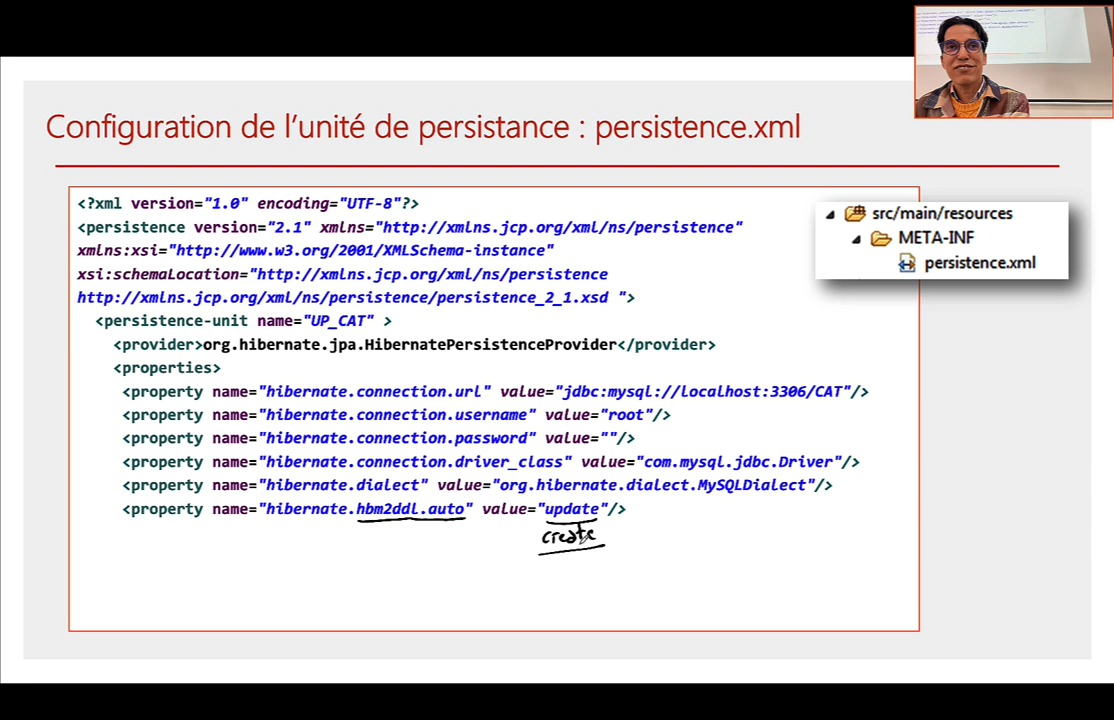 Configuration de l'unité de persistance : persistence.xml
<?xml version="1.0" encoding="UTF-8"?>
<persistence version="2.1" xmlns="http://xmlns.jcp.org/xml/ns/persistence"
xmlns:xsi="http://www.w3.org/2001/XMLSchema-instance"
xsi:schemaLocation="http://xmlns.jcp.org/xml/ns/persistence
http://xmlns.jcp.org/xml/ns/persistence/persistence_2_1.xsd ">
<persistence-unit name="UP_CAT" >
<provider>org.hibernate.jpa.HibernatePersistenceProvider</provider>
<properties>
<property name="hibernate.connection.url" value="jdbc:mysql://localhost:3306/CAT"/>
<property name="hibernate.connection.username" value="root"/>
<property name="hibernate.connection.password" value=""/>
<property name="hibernate.connection.driver_class" value="com.mysql.jdbc.Driver"/>
<property name="hibernate.dialect" value="org.hibernate.dialect.MySQLDialect"/>
<property name="hibernate.hbm2ddl.auto" value="update"/>
create
src/main/resources
META-INF
persistence.xml